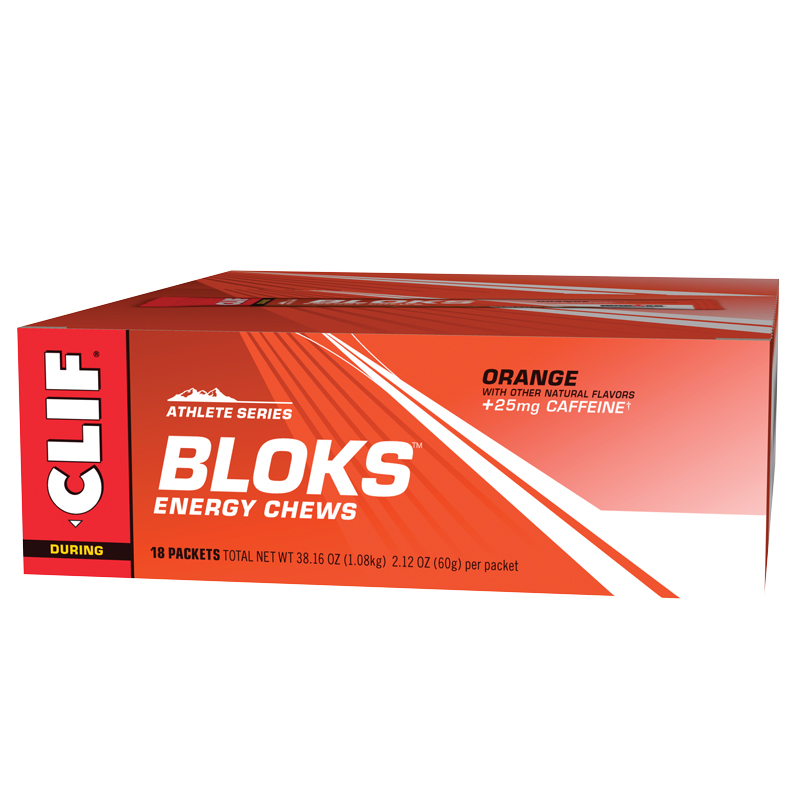 BLOKS
CLIF®
DURING
ATHLETE SERIES
BLOKS™
ENERGY CHEWS
ORANGE
WITH OTHER NATURAL FLAVORS
+25mg CAFFEINE†
18 PACKETS TOTAL NET WT 38.16 OZ (1.08kg) 2.12 OZ (60g) per packet